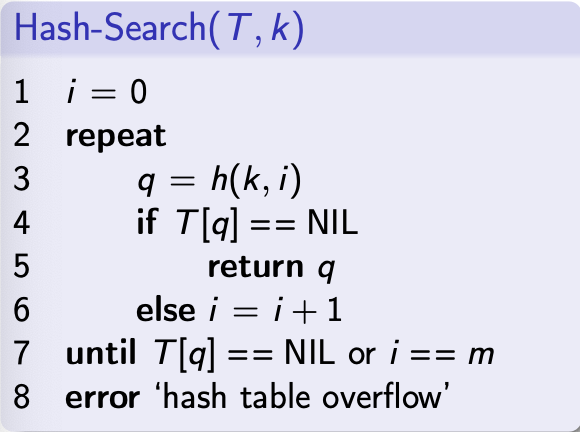 Hash-Search(T, k)
1 i = 0
2 repeat
3 q = h(k, i)
4 if T[q] == NIL
5 return q
6 else i = i + 1
7 until T[q] == NIL or i == m
8 error ‘hash table overflow’